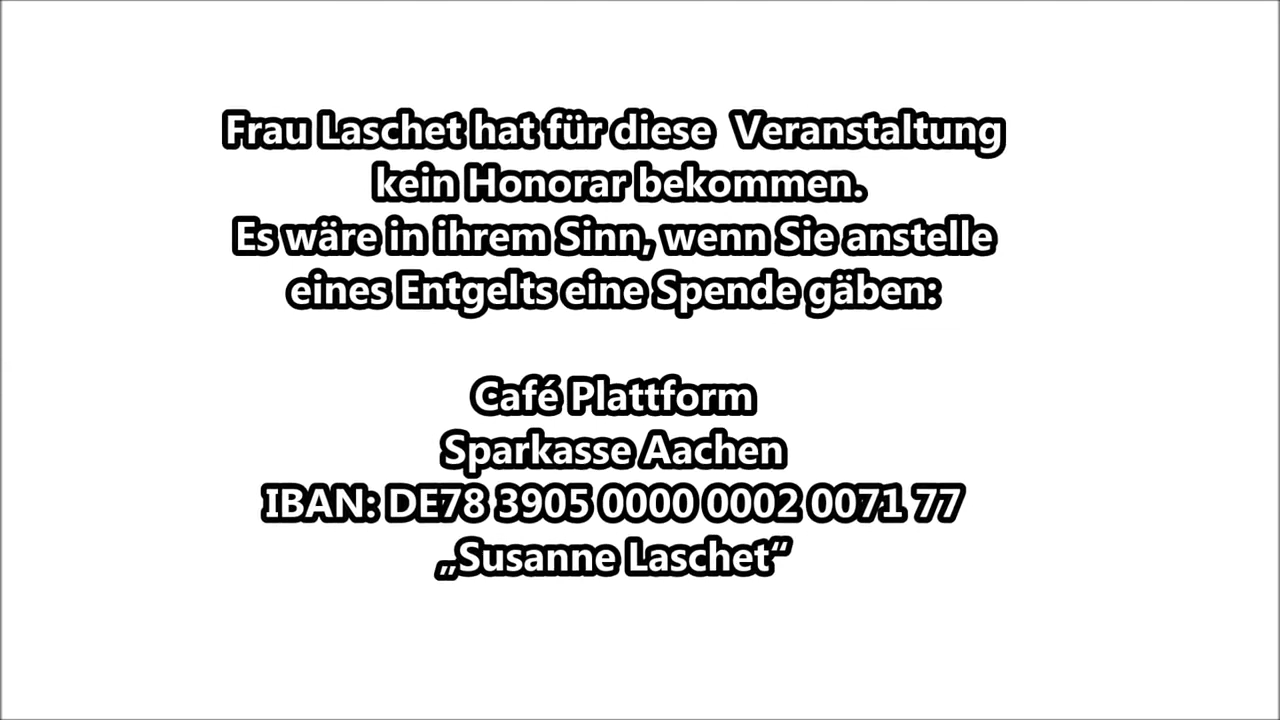 Frau Laschet hat für diese Veranstaltung
kein Honorar bekommen.
Es wäre in ihrem Sinn, wenn Sie anstelle
eines Entgelts eine Spende gäben:
Café Plattform
Sparkasse Aachen
IBAN: DE78 3905 0000 0002 0071 77
„Susanne Laschet“